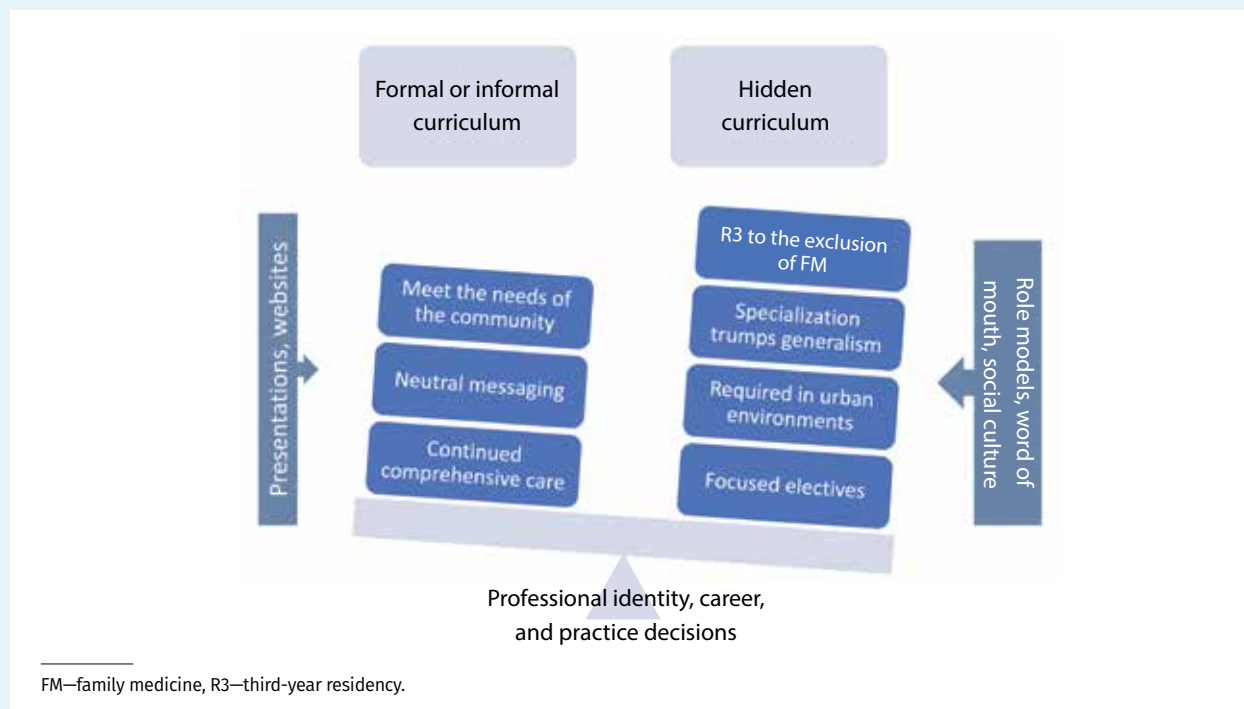 Formal or informal
curriculum
Hidden
curriculum
Presentations, websites
Meet the needs of
the community
Neutral messaging
Continued
comprehensive care
R3 to the exclusion
of FM
Specialization
trumps generalism
Required in urban
environments
Focused electives
Role models, word of
mouth, social culture
Professional identity, career,
and practice decisions
FM—family medicine, R3—third-year residency.